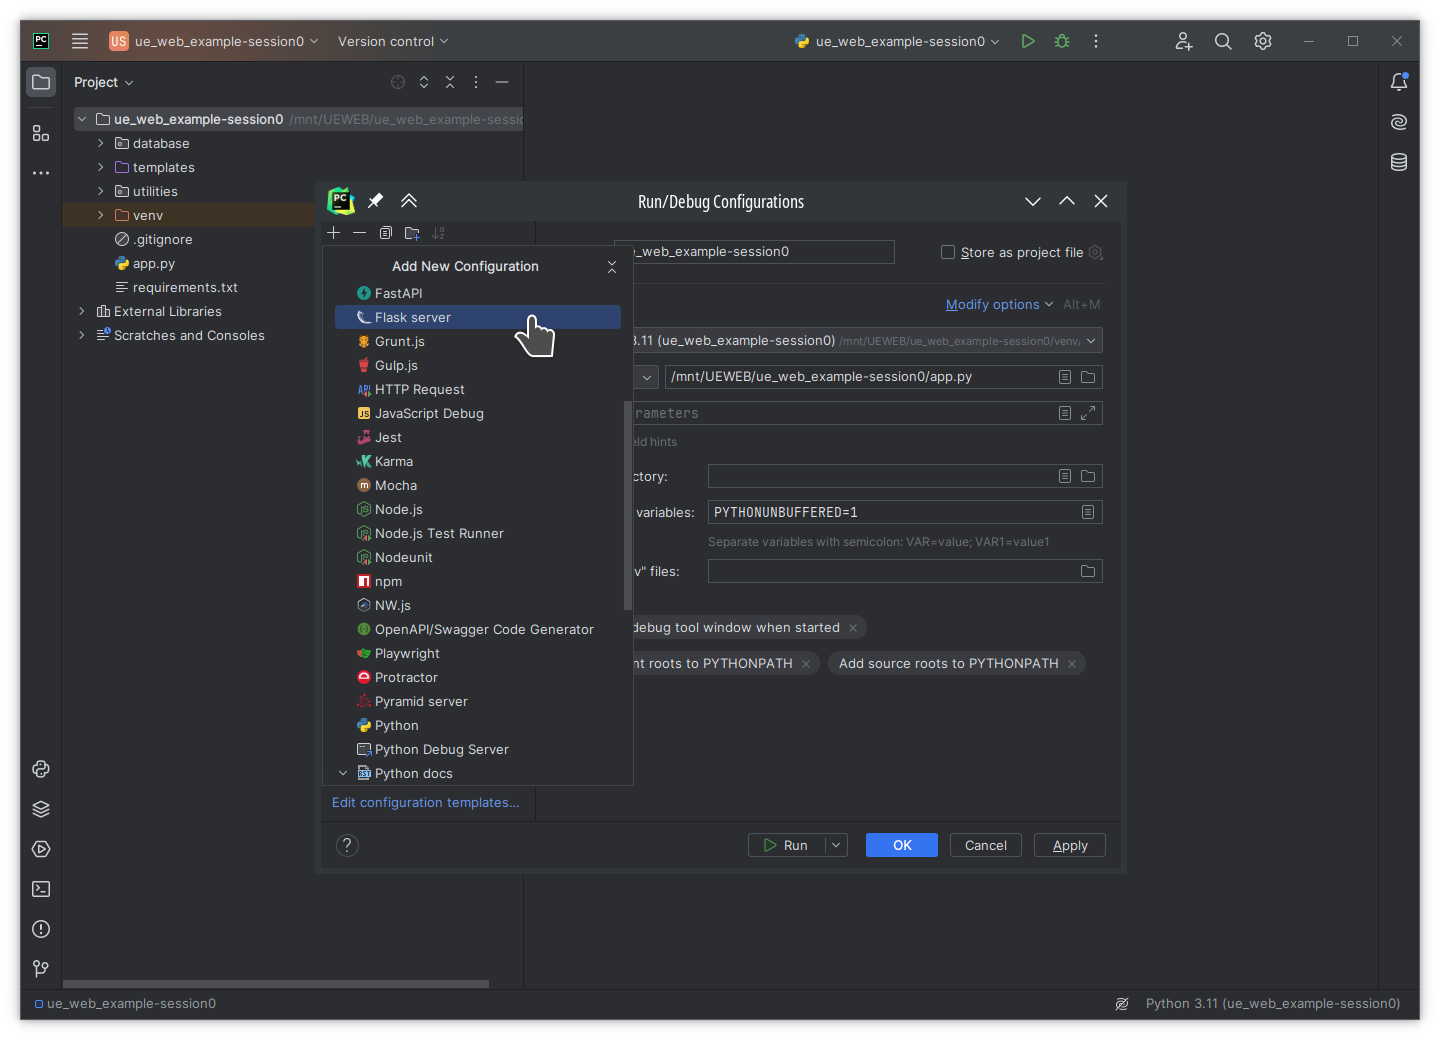 PC
US ue_web_example-session0 Version control ue_web_example-session0
Project
ue_web_example-session0 /mnt/UEWEB/ue_web_example-sessio
database
templates
utilities
venv
.gitignore
app.py
requirements.txt
External Libraries
Scratches and Consoles
PC Run/Debug Configurations
Add New Configuration
FastAPI
Flask server
Grunt.js
Gulp.js
HTTP Request
JavaScript Debug
Jest
Karma
Mocha
Node.js
Node.js Test Runner
Nodeunit
npm
NW.js
OpenAPI/Swagger Code Generator
Playwright
Protractor
Pyramid server
Python
Python Debug Server
Python docs
Edit configuration templates...
e_web_example-session0 Store as project file
Modify options Alt+M
3.11 (ue_web_example-session0) /mnt/UEWEB/ue_web_example-session0/venv/
/mnt/UEWEB/ue_web_example-session0/app.py
rameters
eld hints
ctory:
variables: PYTHONUNBUFFERED=1
Separate variables with semicolon: VAR=value; VAR1=value1
v" files:
debug tool window when started
nt roots to PYTHONPATH Add source roots to PYTHONPATH
? Run OK Cancel Apply
ue_web_example-session0 Python 3.11 (ue_web_example-session0)